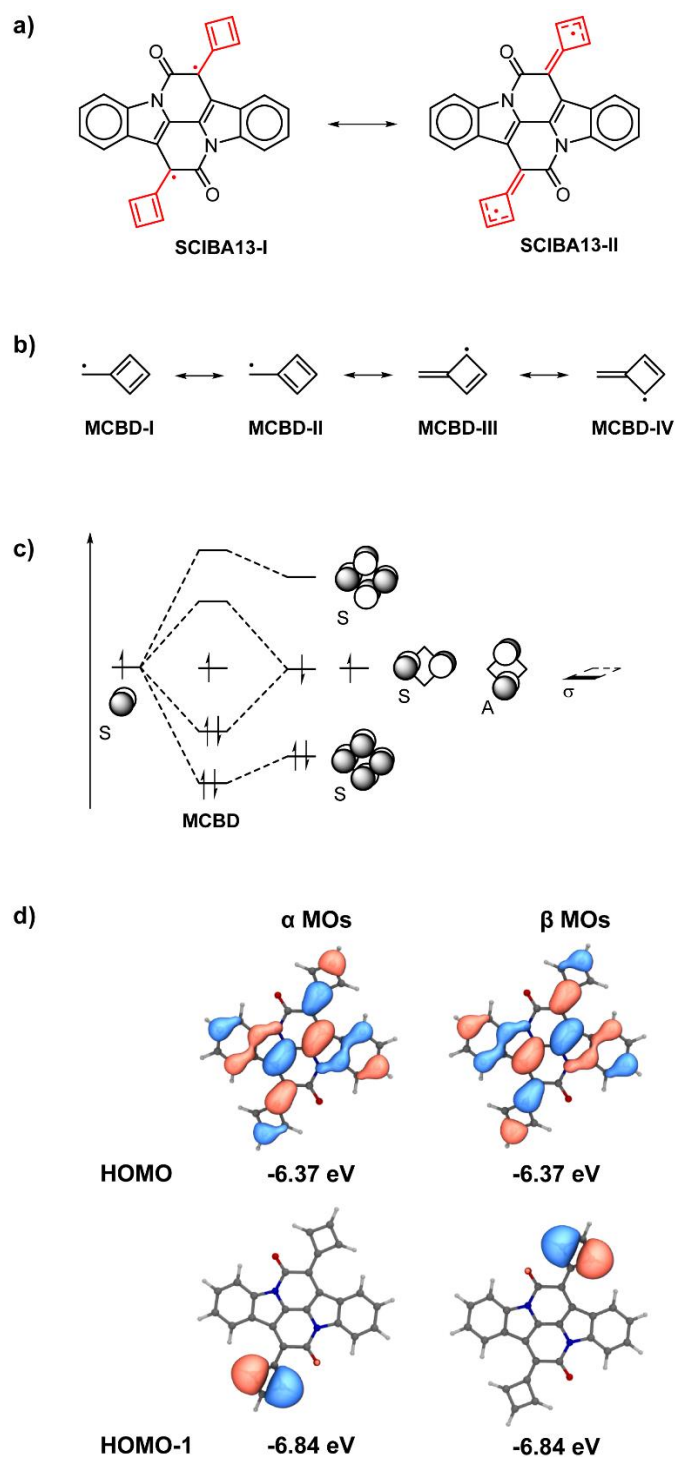 a)
O
N
N
O
O
N
N
O
SCIBA13-I
SCIBA13-II
b)
MCBD-I
MCBD-II
MCBD-III
MCBD-IV
c)
S
S
S
A
σ
S
MCBD
d)
α MOs
β MOs
HOMO
-6.37 eV
-6.37 eV
HOMO-1
-6.84 eV
-6.84 eV